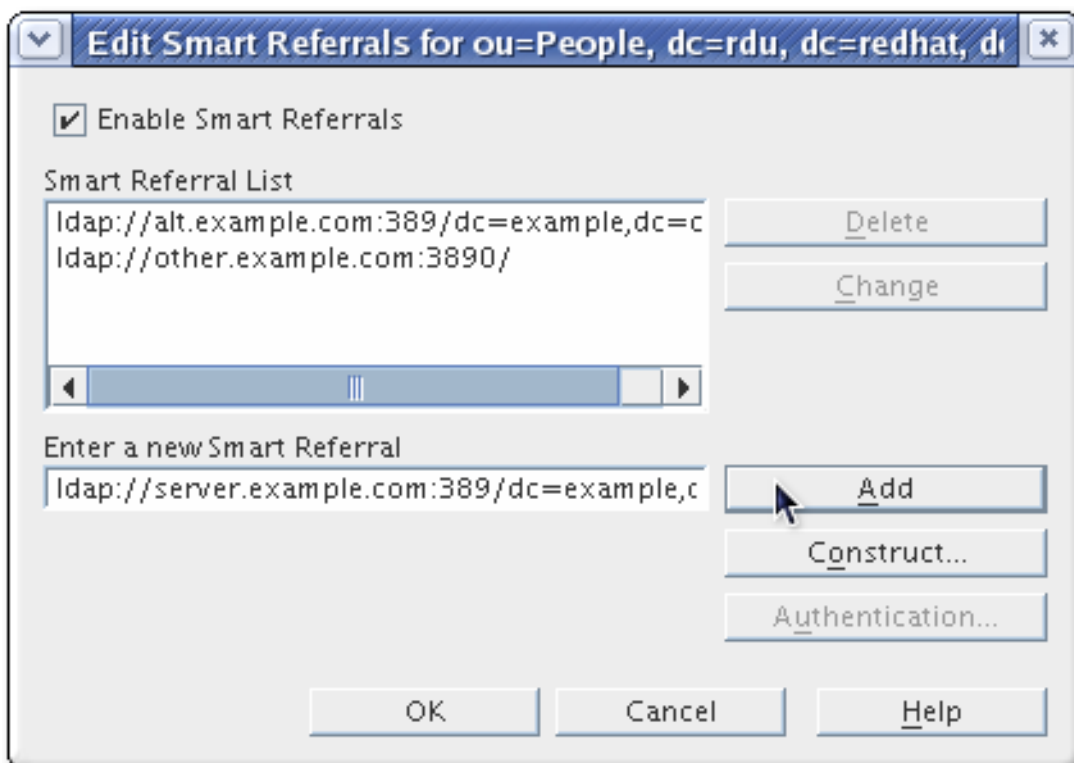 Edit Smart Referrals for ou=People, dc=rdu, dc=redhat, d
Enable Smart Referrals
Smart Referral List
ldap://alt.example.com:389/dc=example,dc=c
Delete
ldap://other.example.com:3890/
Change
Enter a new Smart Referral
ldap://server.example.com:389/dc=example,c
Add
Construct...
Authentication...
OK Cancel Help